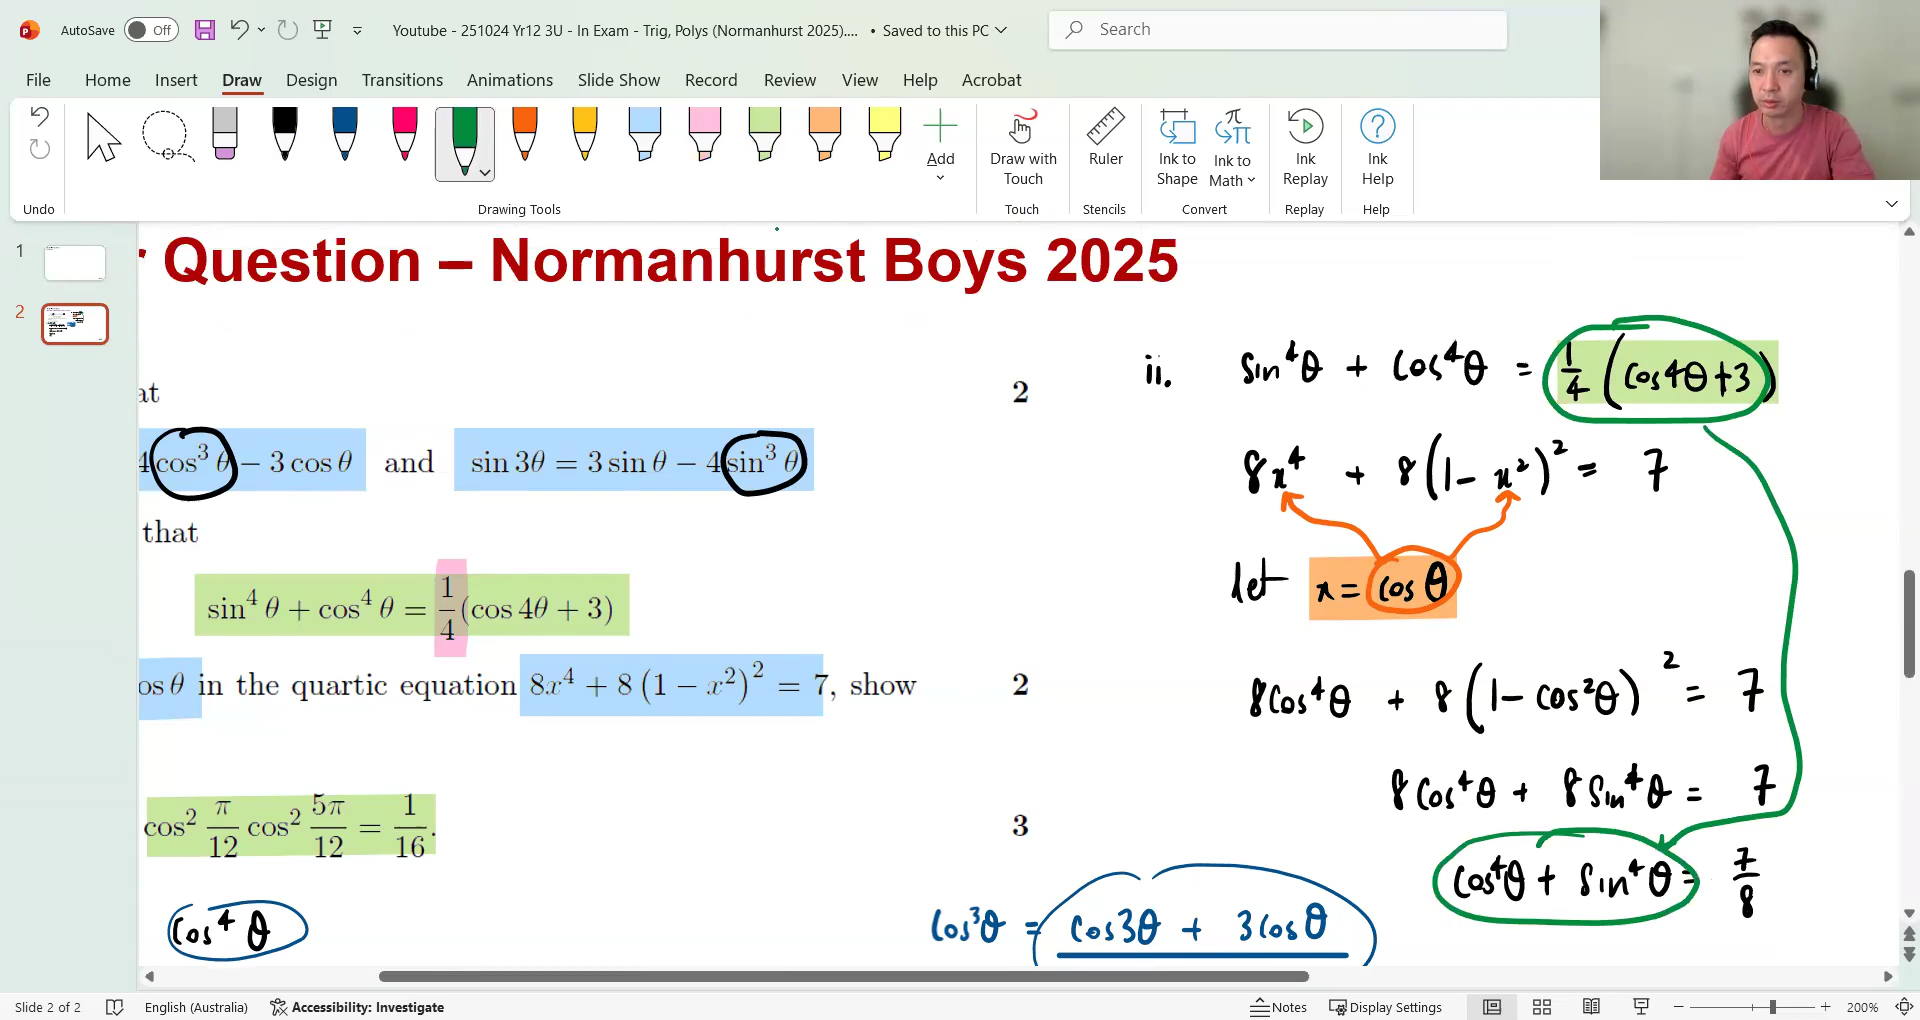 AutoSave Off Youtube - 251024 Yr12 3U - In Exam - Trig, Polys (Normanhurst 2025).... • Saved to this PC Search
File Home Insert Draw Design Transitions Animations Slide Show Record Review View Help Acrobat
Add Draw with Touch Ruler Ink to Shape Ink to Math Ink Replay Ink Help
Undo Drawing Tools Touch Stencils Convert Replay Help
1
2
r Question – Normanhurst Boys 2025
at 2
4 cos³ θ − 3 cos θ and sin 3θ = 3 sin θ − 4 sin³ θ
that
sin⁴ θ + cos⁴ θ = 1/4 (cos 4θ + 3)
os θ in the quartic equation 8x⁴ + 8 (1 − x²)² = 7, show 2
cos² π/12 cos² 5π/12 = 1/16. 3
cos⁴ θ
cos³θ = cos3θ + 3cosθ
ii. sin⁴θ + cos⁴θ = 1/4 (cos4θ+3)
8x⁴ + 8(1 − x²)² = 7
let x = cos θ
8cos⁴θ + 8(1 − cos²θ)² = 7
8cos⁴θ + 8sin⁴θ = 7
cos⁴θ + sin⁴θ = 7/8
Slide 2 of 2 English (Australia) Accessibility: Investigate Notes Display Settings 200%